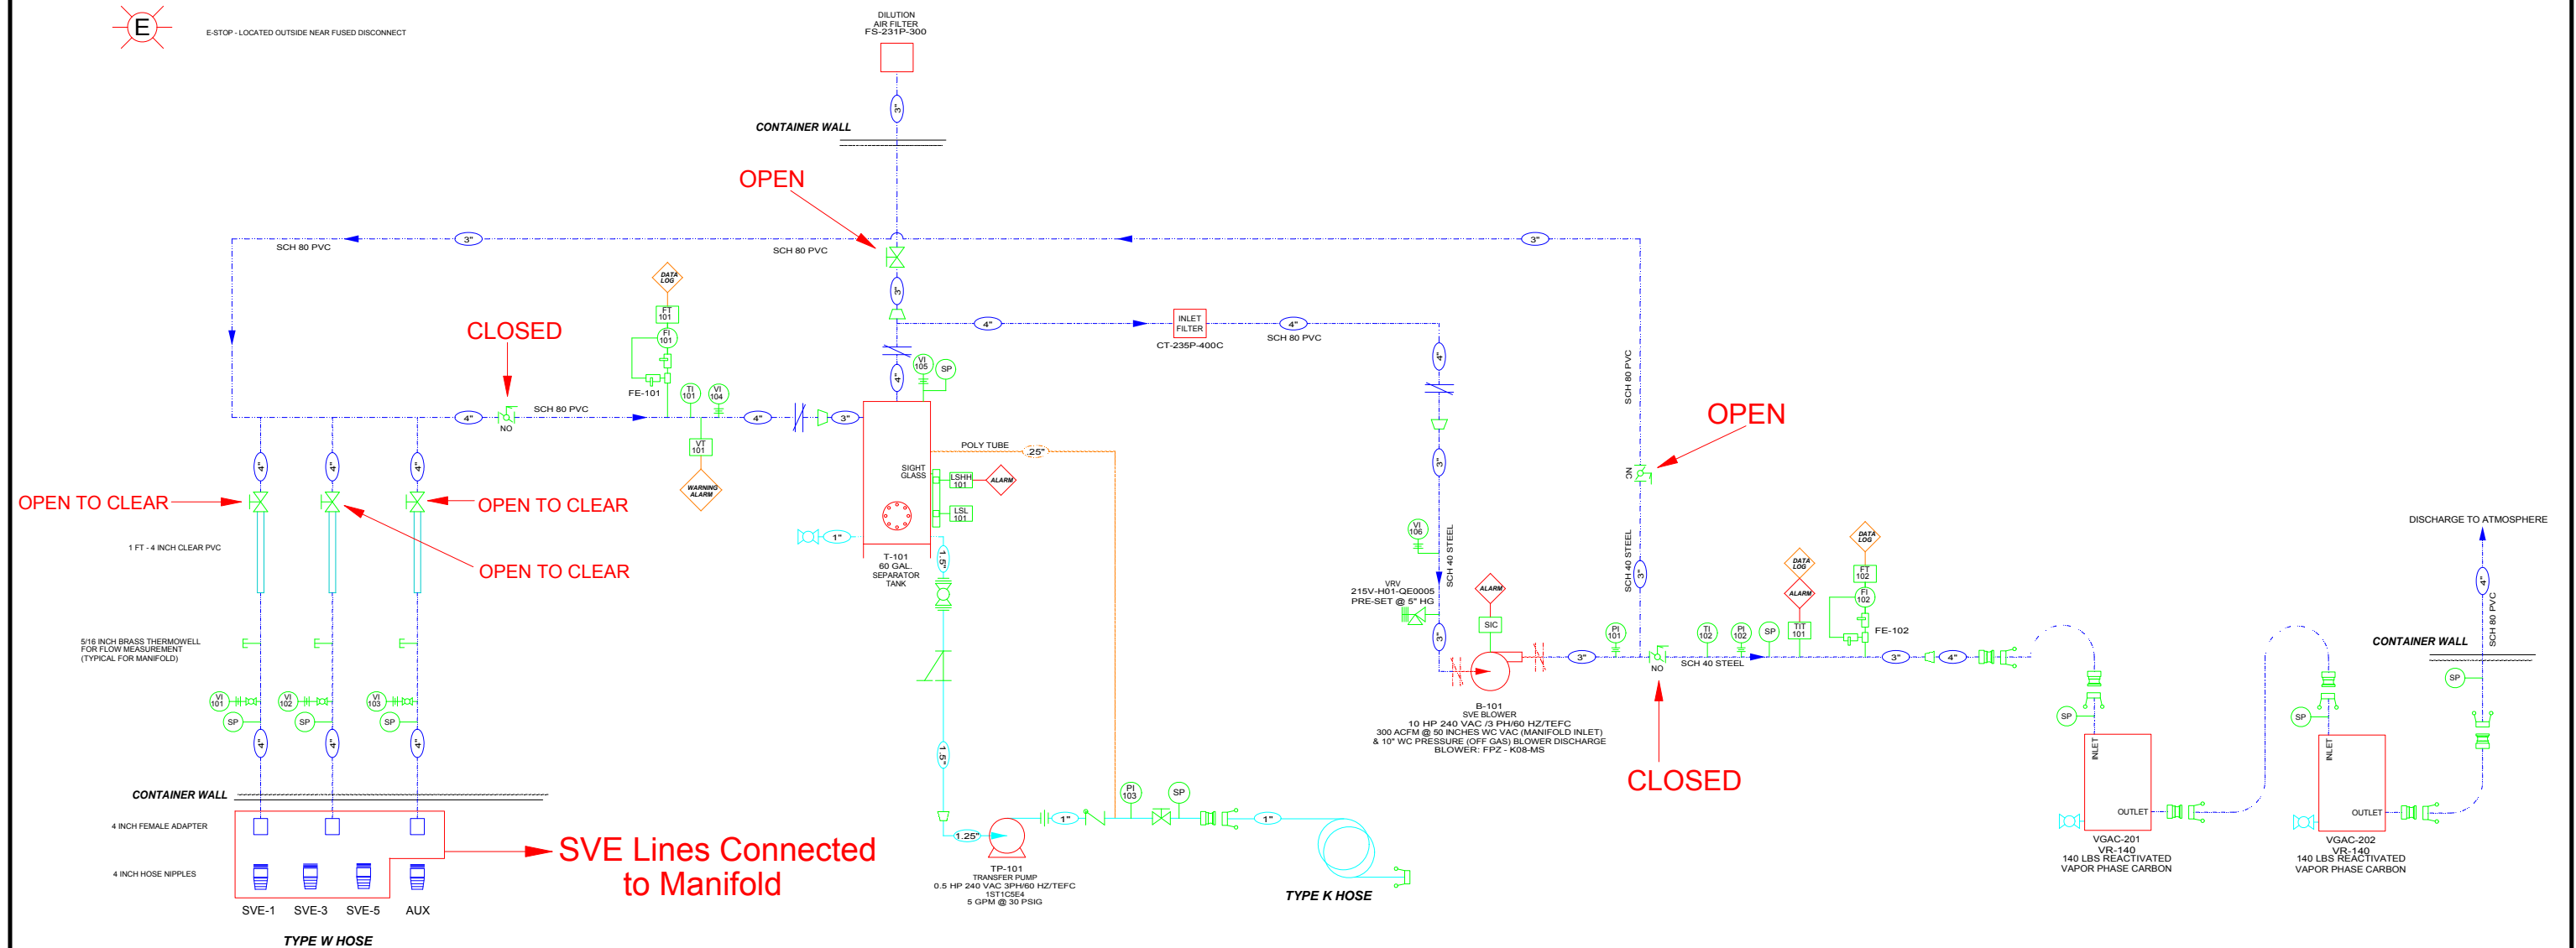 E
E-STOP - LOCATED OUTSIDE NEAR FUSED DISCONNECT
DILUTION
AIR FILTER
FS-231P-300
3"
CONTAINER WALL
OPEN
SCH 80 PVC
3"
SCH 80 PVC
3"
3"
DATA
LOG
FT
101
FI
101
FE-101
CLOSED
4"
NO
SCH 80 PVC
TI
101
VI
104
VT
101
WARNING
ALARM
4"
3"
4"
VI
105
SP
4"
INLET
FILTER
CT-235P-400C
4"
SCH 80 PVC
4"
3"
SCH 80 PVC
OPEN
NC
SCH 40 STEEL
3"
OPEN TO CLEAR
4"
4"
4"
OPEN TO CLEAR
OPEN TO CLEAR
1 FT - 4 INCH CLEAR PVC
5/16 INCH BRASS THERMOWELL
FOR FLOW MEASUREMENT
(TYPICAL FOR MANIFOLD)
VI
101
SP
VI
102
SP
VI
103
SP
4"
4"
4"
CONTAINER WALL
4 INCH FEMALE ADAPTER
4 INCH HOSE NIPPLES
SVE-1
SVE-3
SVE-5
AUX
TYPE W HOSE
SVE Lines Connected
to Manifold
POLY TUBE
.25"
SIGHT
GLASS
LSHH
101
ALARM
LSL
101
1"
T-101
60 GAL.
SEPARATOR
TANK
1.5"
1.5"
1.25"
TP-101
TRANSFER PUMP
0.5 HP 240 VAC 3PH/60 HZ/TEFC
1ST1C5E4
5 GPM @ 30 PSIG
1"
PI
103
SP
1"
TYPE K HOSE
VI
106
SCH 40 STEEL
VRV
215V-H01-QE0005
PRE-SET @ 5" HG
3"
ALARM
SIC
B-101
SVE BLOWER
10 HP 240 VAC /3 PH/60 HZ/TEFC
300 ACFM @ 50 INCHES WC VAC (MANIFOLD INLET)
& 10" WC PRESSURE (OFF GAS) BLOWER DISCHARGE
BLOWER: FPZ - K08-MS
3"
PI
101
NO
CLOSED
SCH 40 STEEL
TI
102
PI
102
SP
DATA
LOG
ALARM
TIT
101
DATA
LOG
FT
102
FI
102
FE-102
3"
4"
SP
INLET
OUTLET
VGAC-201
VR-140
140 LBS REACTIVATED
VAPOR PHASE CARBON
SP
INLET
OUTLET
VGAC-202
VR-140
140 LBS REACTIVATED
VAPOR PHASE CARBON
DISCHARGE TO ATMOSPHERE
4"
SCH 80 PVC
CONTAINER WALL
SP